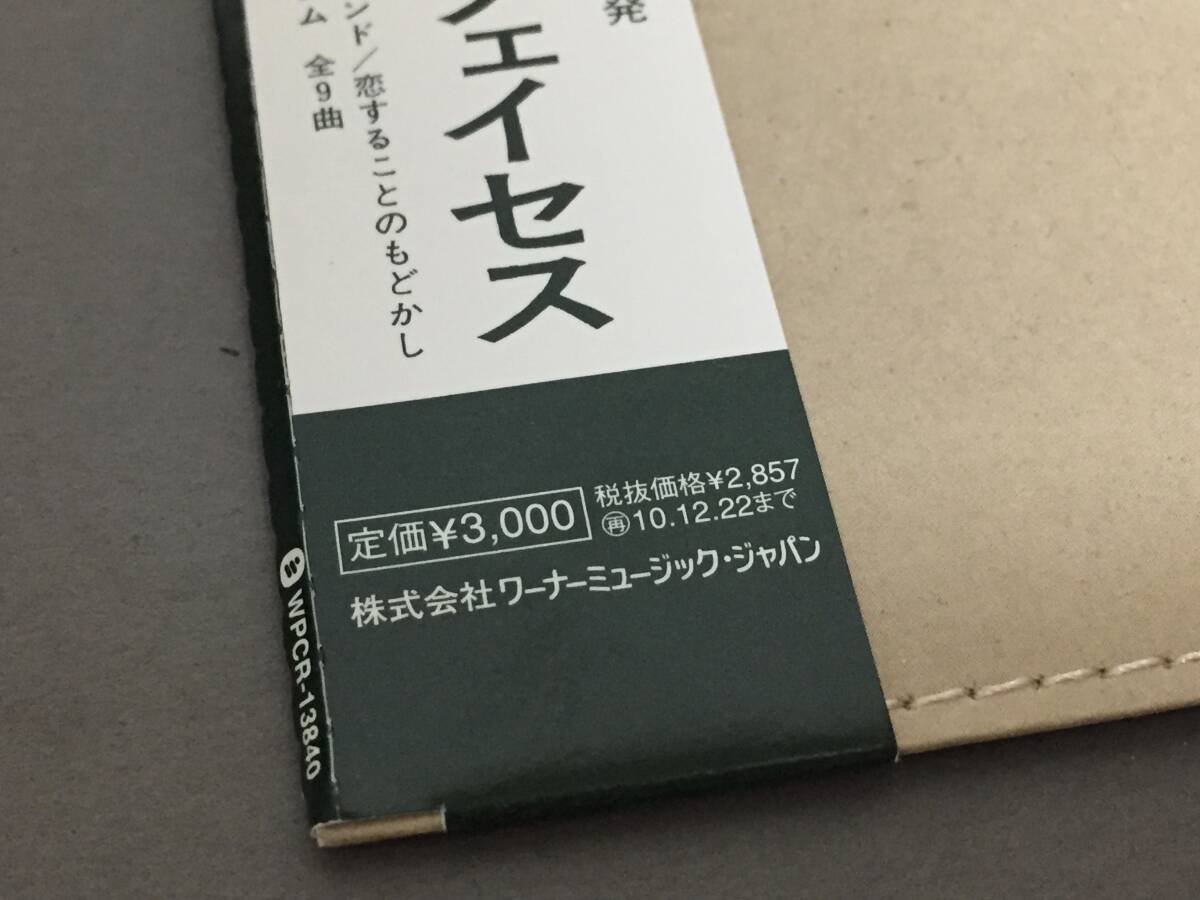 発
フェイセス
ンド/恋することのもどかし
ム 全9曲
定価¥3,000
税抜価格¥2,857
再10.12.22まで
株式会社ワーナーミュージック・ジャパン
WPCR-13840